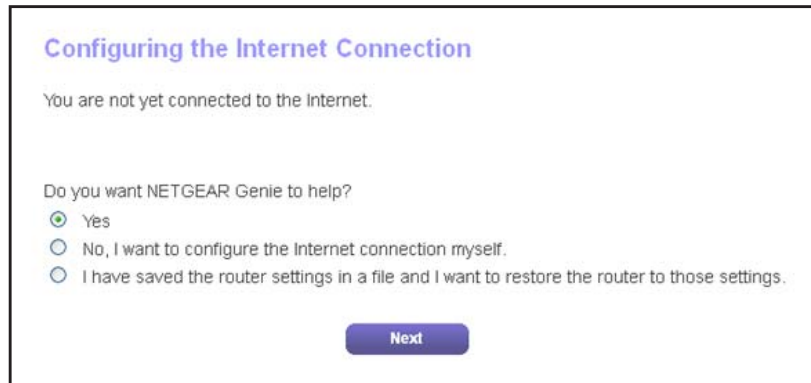 Configuring the Internet Connection
You are not yet connected to the Internet.
Do you want NETGEAR Genie to help?
Yes
No, I want to configure the Internet connection myself.
I have saved the router settings in a file and I want to restore the router to those settings.
Next